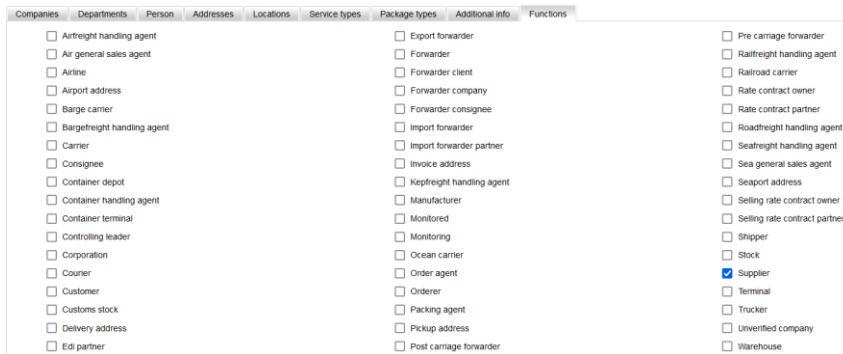 Companies Departments Person Addresses Locations Service types Package types Additional info Functions
Airfreight handling agent
Air general sales agent
Airline
Airport address
Barge carrier
Bargefreight handling agent
Carrier
Consignee
Container depot
Container handling agent
Container terminal
Controlling leader
Corporation
Courier
Customer
Customs stock
Delivery address
Edi partner
Export forwarder
Forwarder
Forwarder client
Forwarder company
Forwarder consignee
Import forwarder
Import forwarder partner
Invoice address
Kepfreight handling agent
Manufacturer
Monitored
Monitoring
Ocean carrier
Order agent
Orderer
Packing agent
Pickup address
Post carriage forwarder
Pre carriage forwarder
Railfreight handling agent
Railroad carrier
Rate contract owner
Rate contract partner
Roadfreight handling agent
Seafreight handling agent
Sea general sales agent
Seaport address
Selling rate contract owner
Selling rate contract partner
Shipper
Stock
Supplier
Terminal
Trucker
Unverified company
Warehouse